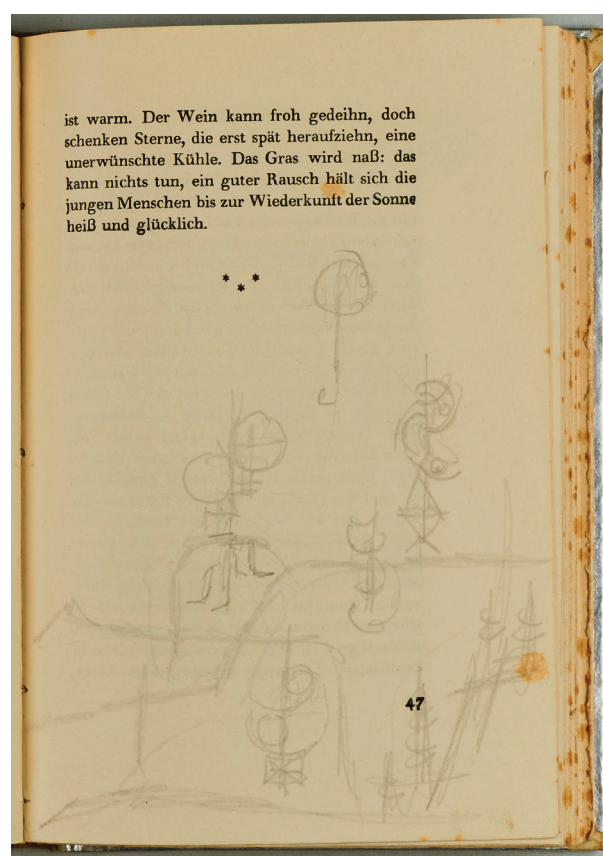 ist warm. Der Wein kann froh gedeihn, doch
schenken Sterne, die erst spät heraufziehn, eine
unerwünschte Kühle. Das Gras wird naß: das
kann nichts tun, ein guter Rausch hält sich die
jungen Menschen bis zur Wiederkunft der Sonne
heiß und glücklich.
* * *
47